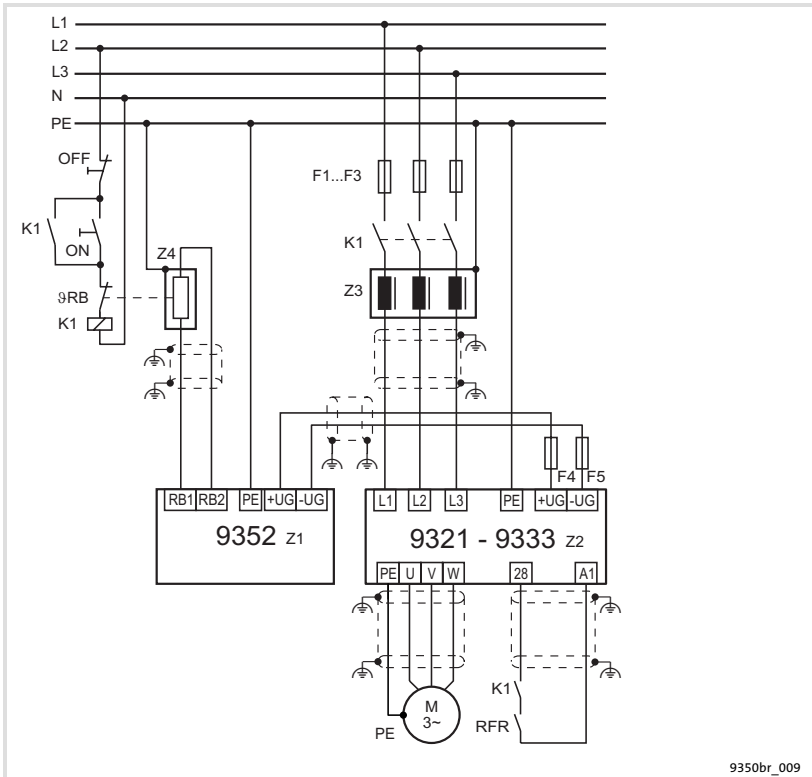 L1
L2
L3
N
PE
OFF
F1...F3
K1
ON
Z4
K1
Z3
ϑRB
K1
F4 F5
RB1 RB2 PE +UG -UG
L1 L2 L3 PE +UG -UG
9352 Z1
9321 - 9333 Z2
PE U V W 28 A1
K1
M
3~
RFR
PE
9350br_009